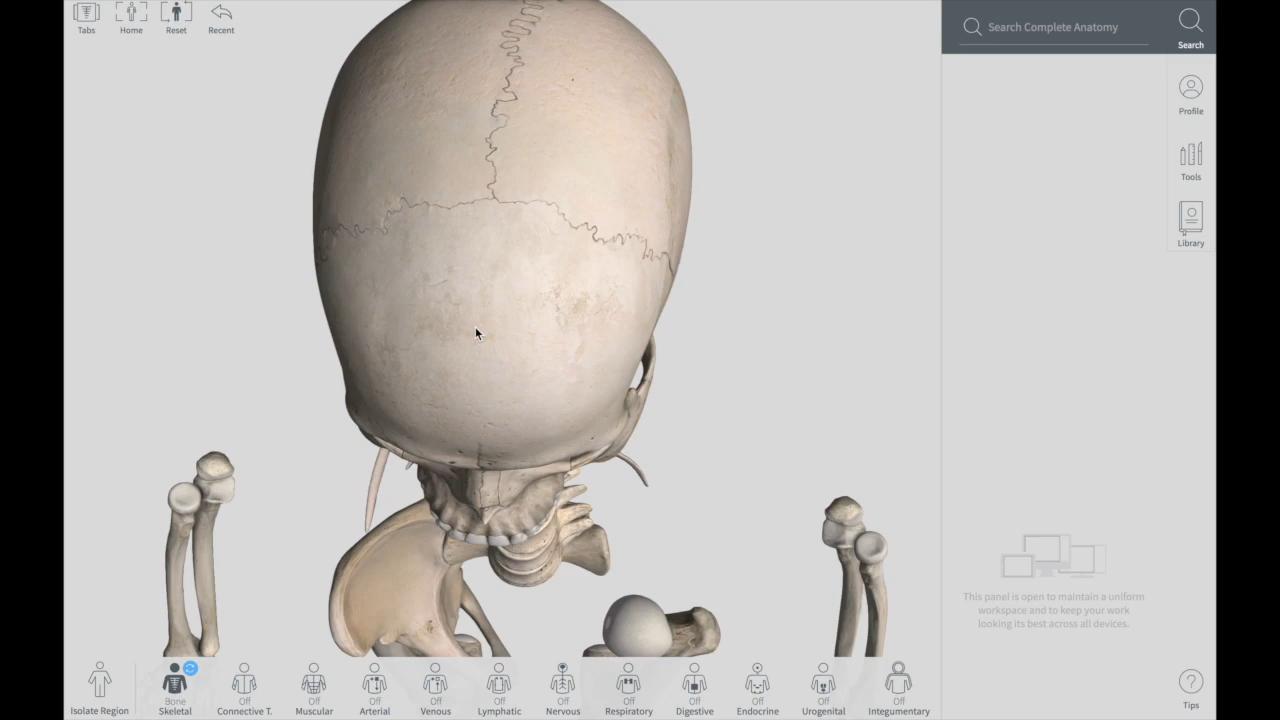 Tabs
Home
Reset
Recent
Search Complete Anatomy
Search
Profile
Tools
Library
This panel is open to maintain a uniform
workspace and to keep your work
looking its best across all devices.
Isolate Region
Bone
Skeletal
Off
Connective T.
Off
Muscular
Off
Arterial
Off
Venous
Off
Lymphatic
Off
Nervous
Off
Respiratory
Off
Digestive
Off
Endocrine
Off
Urogenital
Off
Integumentary
?
Tips